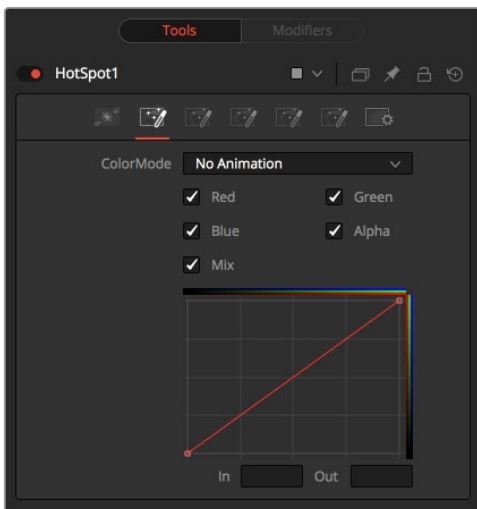 Tools Modifiers
HotSpot1
ColorMode No Animation
Red Green
Blue Alpha
Mix
In Out